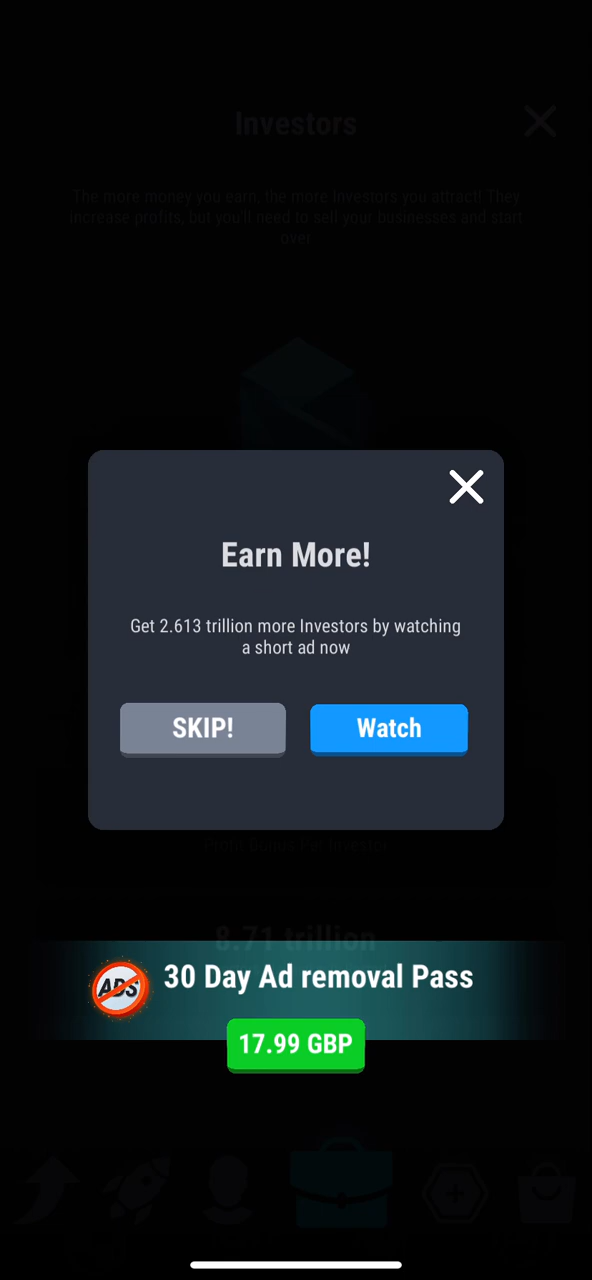 Investors
The more money you earn, the more Investors you attract! They
increase profits, but you'll need to sell your businesses and start
over
Earn More!
Get 2.613 trillion more Investors by watching
a short ad now
SKIP!
Watch
Profit Bonus Per Investor
8.71 trillion
ADS
30 Day Ad removal Pass
17.99 GBP